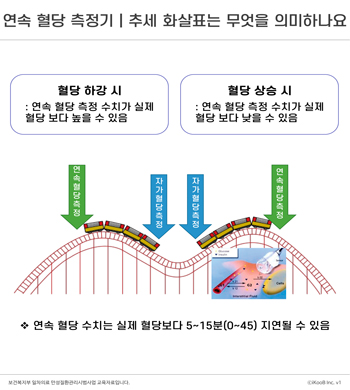 연속 혈당 측정기 | 추세 화살표는 무엇을 의미하나요
혈당 하강 시
: 연속 혈당 측정 수치가 실제
혈당 보다 높을 수 있음
혈당 상승 시
: 연속 혈당 측정 수치가 실제
혈당 보다 낮을 수 있음
연속혈당측정
자가혈당측정
자가혈당측정
연속혈당측정
❖ 연속 혈당 수치는 실제 혈당보다 5~15분(0~45) 지연될 수 있음
보건복지부 일차의료 만성질환관리시범사업 교육자료입니다.
ⓒiKooB Inc. v1